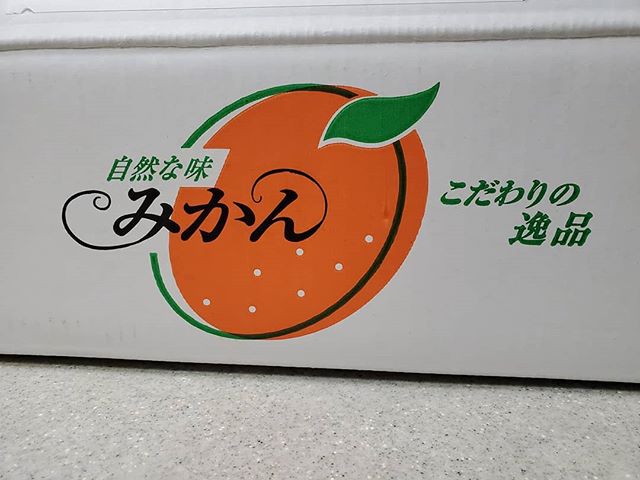 自然な味
みかん
こだわりの
逸品